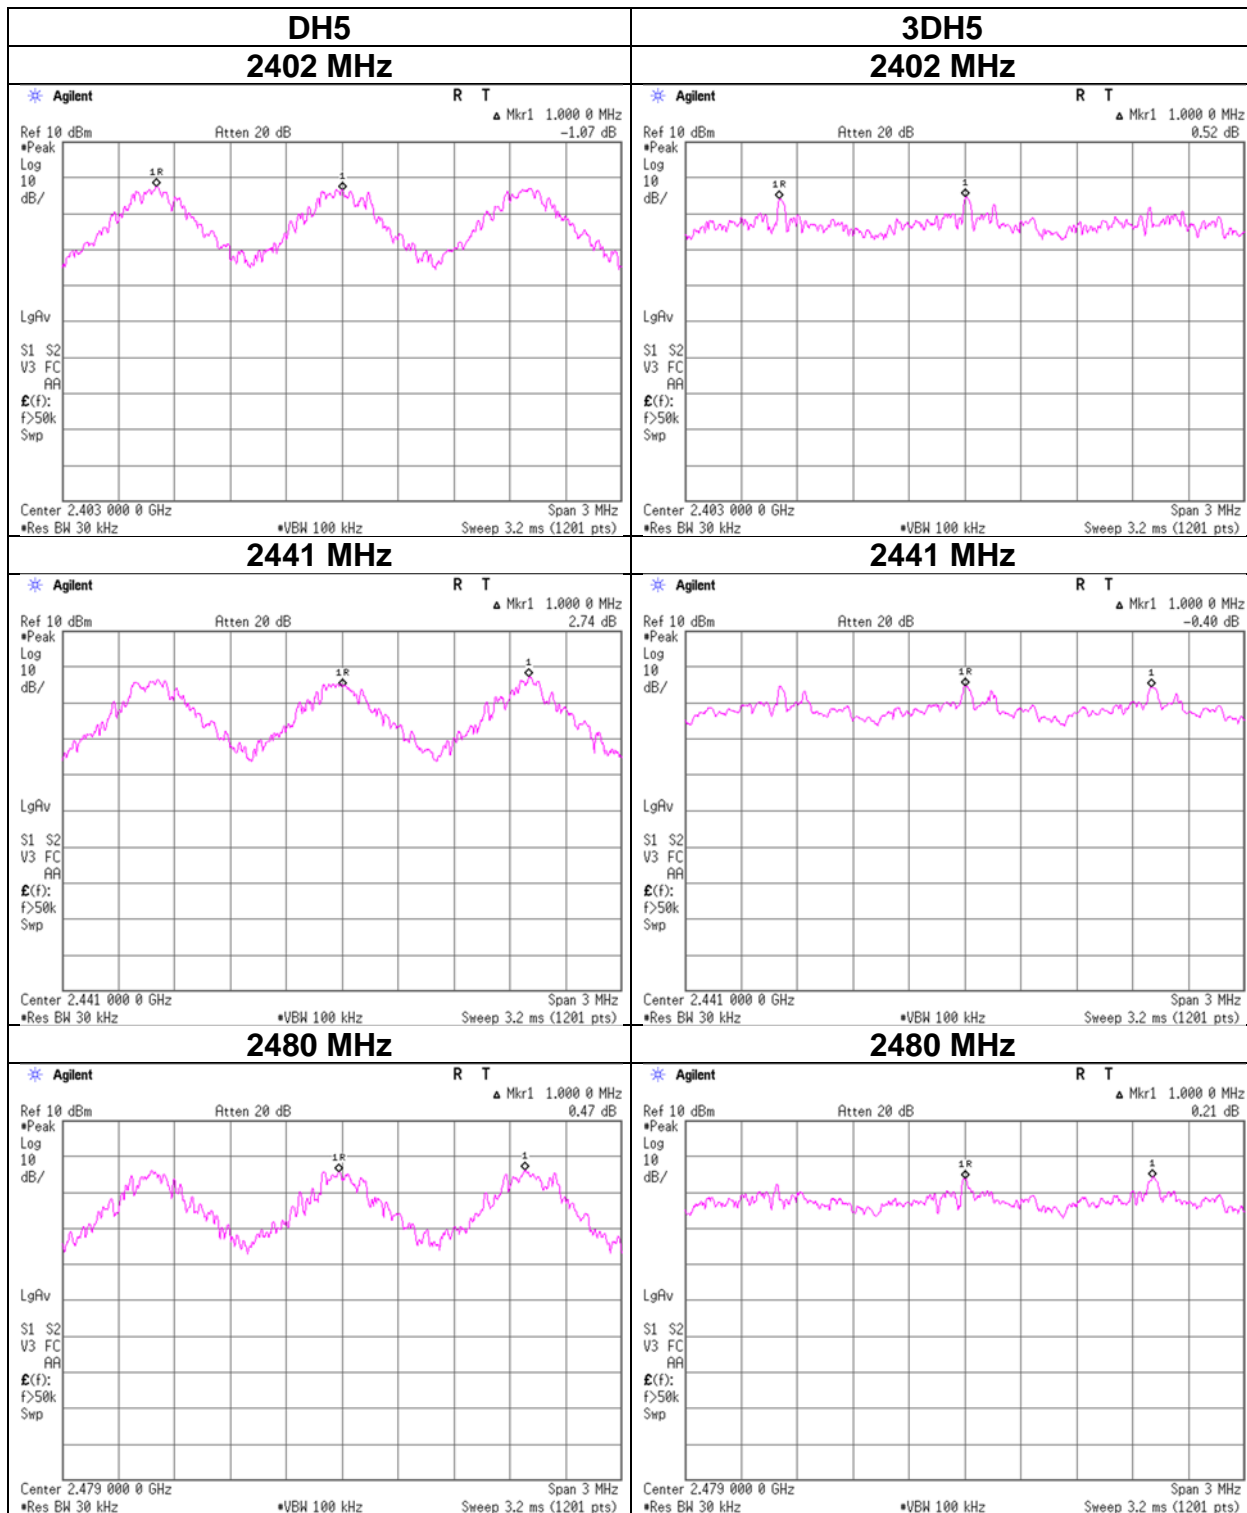 DH5 3DH5
2402 MHz 2402 MHz
Agilent R T
Δ Mkr1 1.000 0 MHz
Ref 10 dBm Atten 20 dB -1.07 dB
*Peak
Log
10
dB/
1R
1
LgAv
S1 S2
V3 FC
AA
£(f):
f>50k
Swp
Center 2.403 000 0 GHz Span 3 MHz
*Res BW 30 kHz *VBW 100 kHz Sweep 3.2 ms (1201 pts)
Agilent R T
Δ Mkr1 1.000 0 MHz
Ref 10 dBm Atten 20 dB 0.52 dB
*Peak
Log
10
dB/
1R
1
LgAv
S1 S2
V3 FC
AA
£(f):
f>50k
Swp
Center 2.403 000 0 GHz Span 3 MHz
*Res BW 30 kHz *VBW 100 kHz Sweep 3.2 ms (1201 pts)
2441 MHz 2441 MHz
Agilent R T
Δ Mkr1 1.000 0 MHz
Ref 10 dBm Atten 20 dB 2.74 dB
*Peak
Log
10
dB/
1R
1
LgAv
S1 S2
V3 FC
AA
£(f):
f>50k
Swp
Center 2.441 000 0 GHz Span 3 MHz
*Res BW 30 kHz *VBW 100 kHz Sweep 3.2 ms (1201 pts)
Agilent R T
Δ Mkr1 1.000 0 MHz
Ref 10 dBm Atten 20 dB -0.40 dB
*Peak
Log
10
dB/
1R
1
LgAv
S1 S2
V3 FC
AA
£(f):
f>50k
Swp
Center 2.441 000 0 GHz Span 3 MHz
*Res BW 30 kHz *VBW 100 kHz Sweep 3.2 ms (1201 pts)
2480 MHz 2480 MHz
Agilent R T
Δ Mkr1 1.000 0 MHz
Ref 10 dBm Atten 20 dB 0.47 dB
*Peak
Log
10
dB/
1R
1
LgAv
S1 S2
V3 FC
AA
£(f):
f>50k
Swp
Center 2.479 000 0 GHz Span 3 MHz
*Res BW 30 kHz *VBW 100 kHz Sweep 3.2 ms (1201 pts)
Agilent R T
Δ Mkr1 1.000 0 MHz
Ref 10 dBm Atten 20 dB 0.21 dB
*Peak
Log
10
dB/
1R
1
LgAv
S1 S2
V3 FC
AA
£(f):
f>50k
Swp
Center 2.479 000 0 GHz Span 3 MHz
*Res BW 30 kHz *VBW 100 kHz Sweep 3.2 ms (1201 pts)